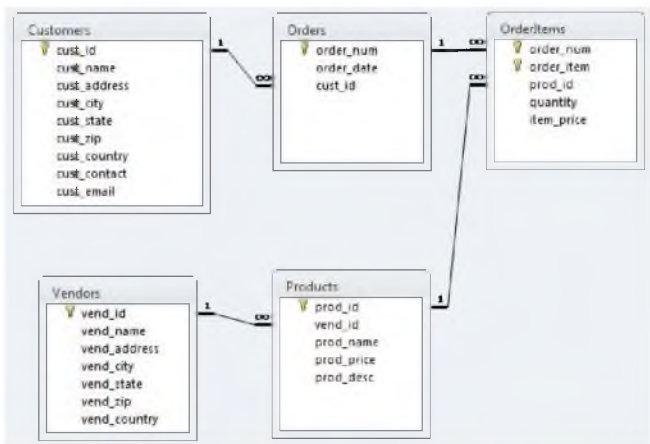 Customers
cust_id
cust_name
cust_address
cust_city
cust_state
cust_zip
cust_country
cust_contact
cust_email
1
∞
Orders
order_num
order_date
cust_id
1
∞
∞
OrderItems
order_num
order_item
prod_id
quantity
item_price
Vendors
vend_id
vend_name
vend_address
vend_city
vend_state
vend_zip
vend_country
1
∞
Products
prod_id
vend_id
prod_name
prod_price
prod_desc
1